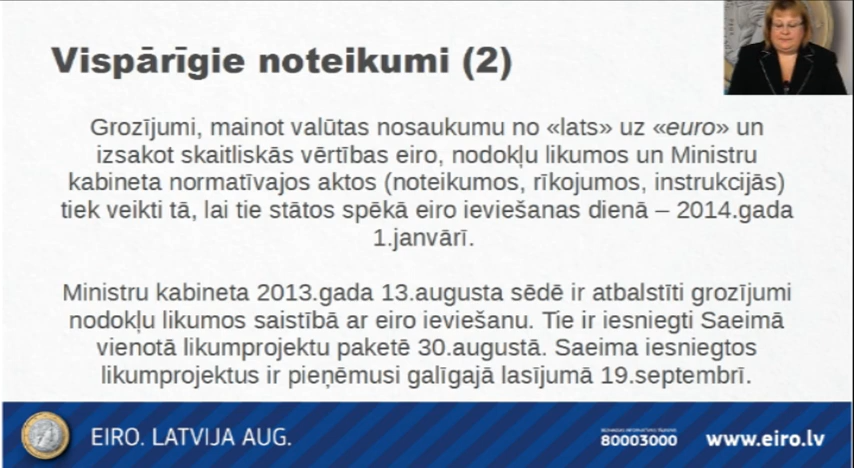 Vispārīgie noteikumi (2)
Grozījumi, mainot valūtas nosaukumu no «lats» uz «euro» un
izsakot skaitliskās vērtības eiro, nodokļu likumos un Ministru
kabineta normatīvajos aktos (noteikumos, rīkojumos, instrukcijās)
tiek veikti tā, lai tie stātos spēkā eiro ieviešanas dienā – 2014.gada
1.janvārī.
Ministru kabineta 2013.gada 13.augusta sēdē ir atbalstīti grozījumi
nodokļu likumos saistībā ar eiro ieviešanu. Tie ir iesniegti Saeimā
vienotā likumprojektu paketē 30.augustā. Saeima iesniegtos
likumprojektus ir pieņēmusi galīgajā lasījumā 19.septembrī.
EIRO. LATVIJA AUG.
80003000
www.eiro.lv